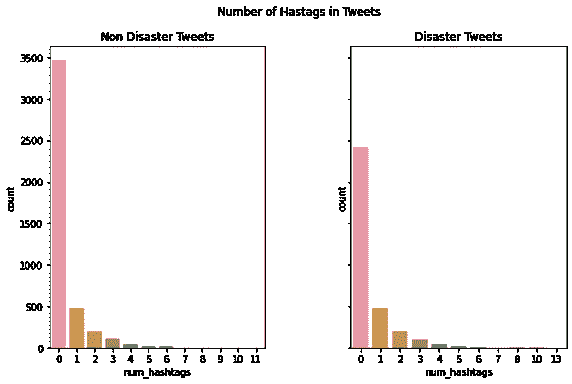 Number of Hastags in Tweets
Non Disaster Tweets
3500
3000
2500
2000
1500
1000
500
0
count
0 1 2 3 4 5 6 7 8 9 10 11
num_hashtags
Disaster Tweets
count
0 1 2 3 4 5 6 7 8 9 10 13
num_hashtags